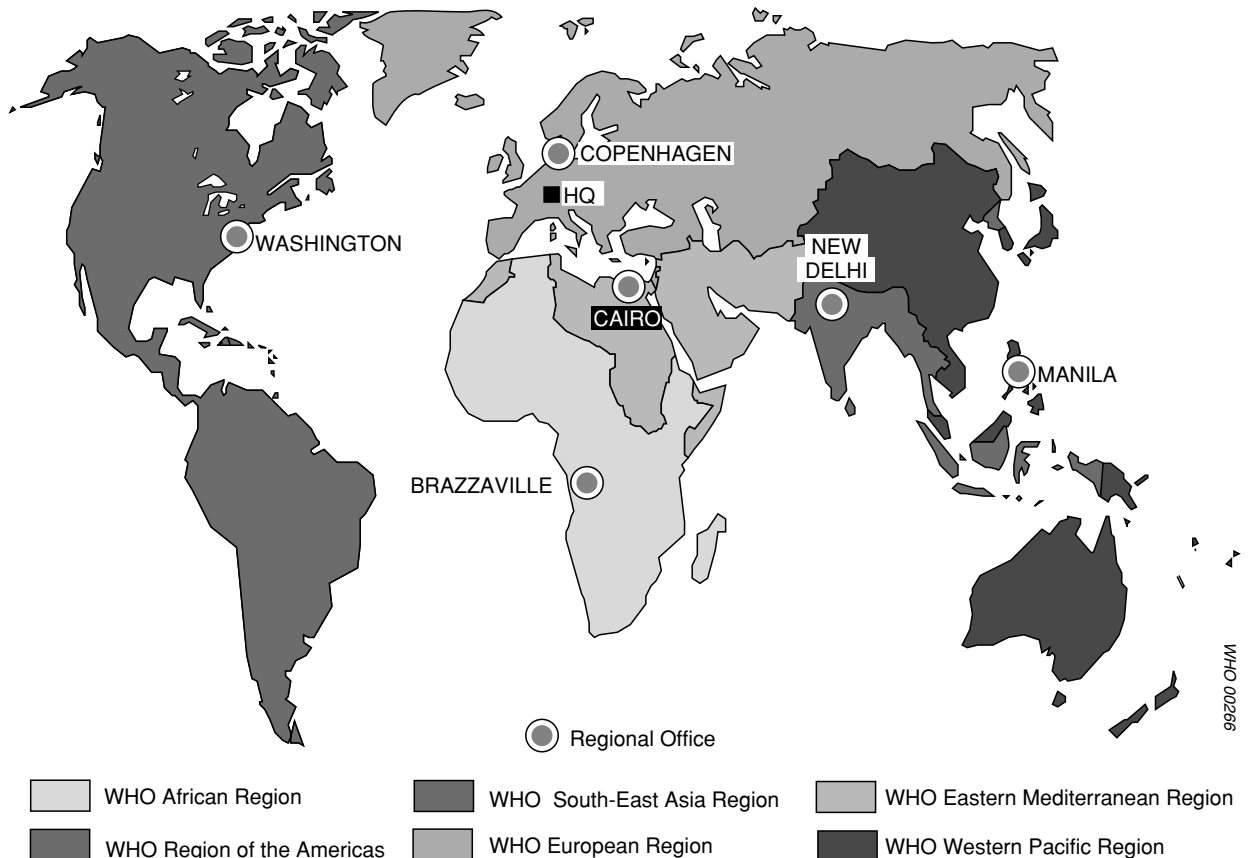 COPENHAGEN
HQ
WASHINGTON
NEW
DELHI
CAIRO
MANILA
BRAZZAVILLE
WHO 00266
Regional Office
WHO African Region
WHO South-East Asia Region
WHO Eastern Mediterranean Region
WHO Region of the Americas
WHO European Region
WHO Western Pacific Region